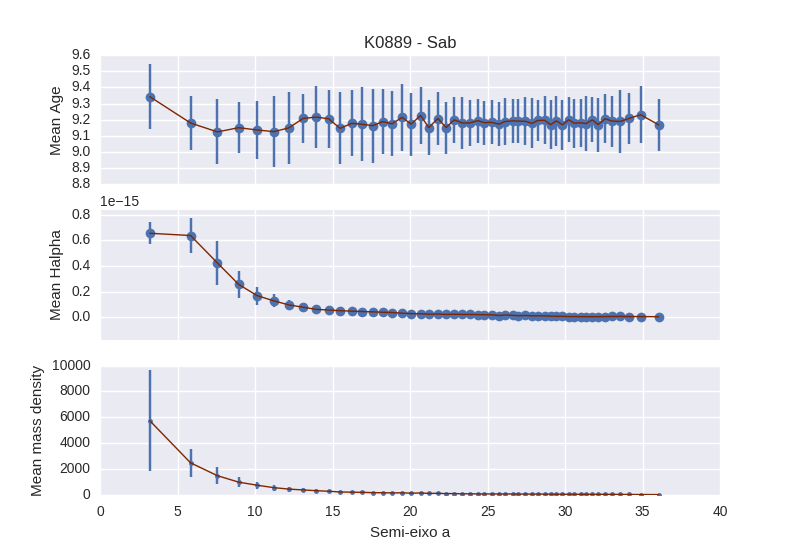 K0889 - Sab
9.6
9.5
9.4
9.3
9.2
9.1
9.0
8.9
8.8
Mean Age
1e−15
0.8
0.6
0.4
0.2
0.0
Mean Halpha
10000
8000
6000
4000
2000
0
Mean mass density
0 5 10 15 20 25 30 35 40
Semi-eixo a